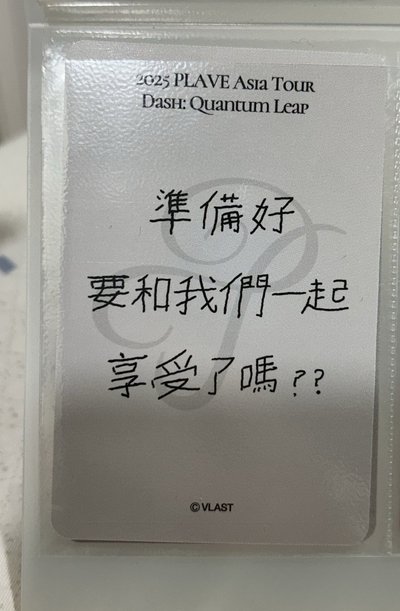 2025 PLAVE Asia Tour
Dash: Quantum Leap
準備好
要和我們一起
享受了嗎??
© VLAST